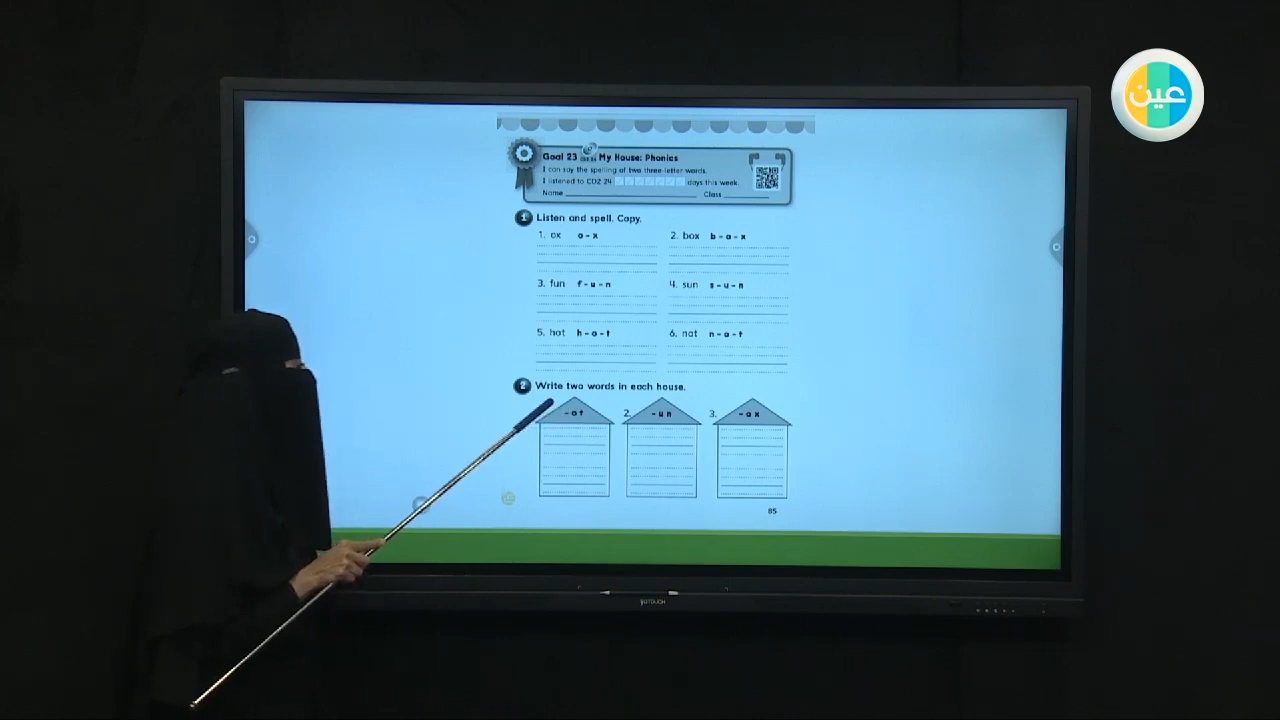 عين
Goal 23 My House: Phonics
I can say the spelling of two three-letter words.
I listened to CD2 24 days this week.
Name Class
1 Listen and spell. Copy.
1. ox o - x 2. box b - o - x
3. fun f - u - n 4. sun s - u - n
5. hot h - o - t 6. not n - o - t
2 Write two words in each house.
- o t 2. - u n 3. - o x
85